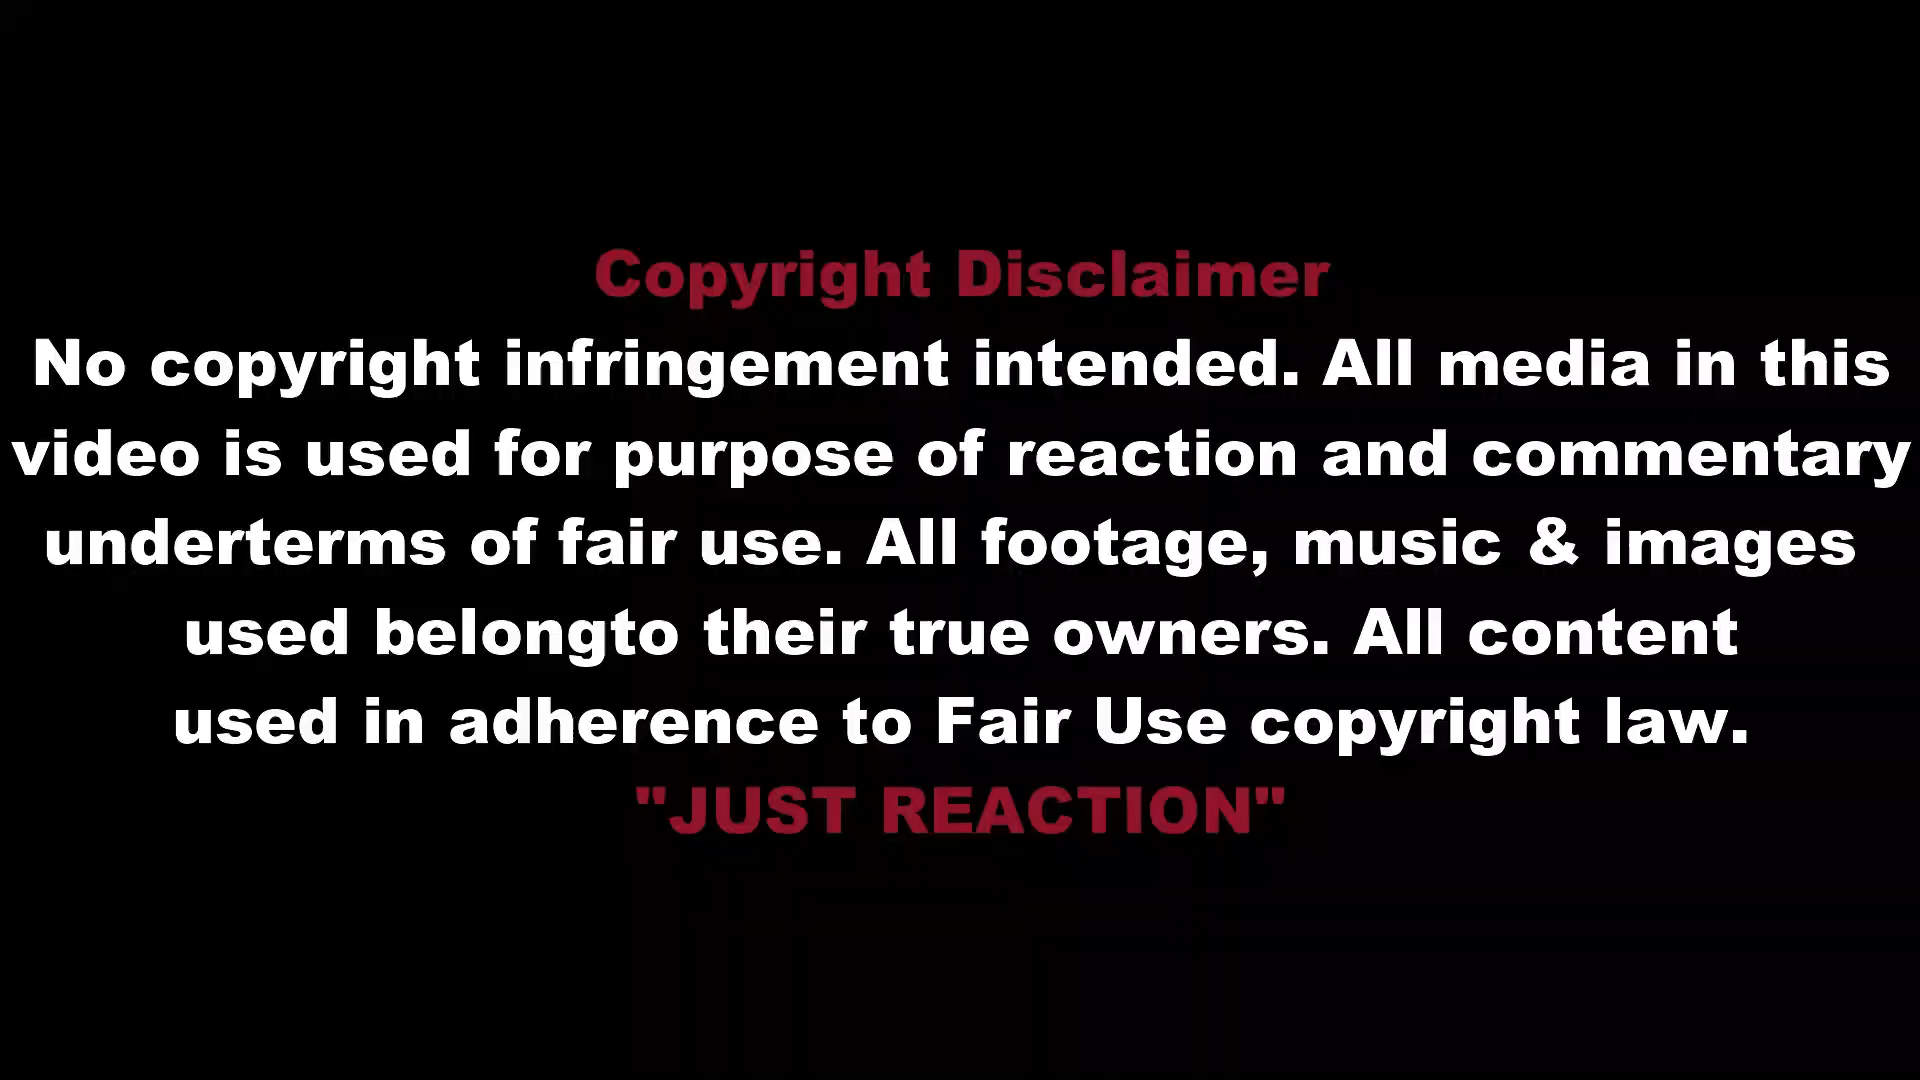 Copyright Disclaimer
No copyright infringement intended. All media in this
video is used for purpose of reaction and commentary
underterms of fair use. All footage, music & images
used belongto their true owners. All content
used in adherence to Fair Use copyright law.
"JUST REACTION"